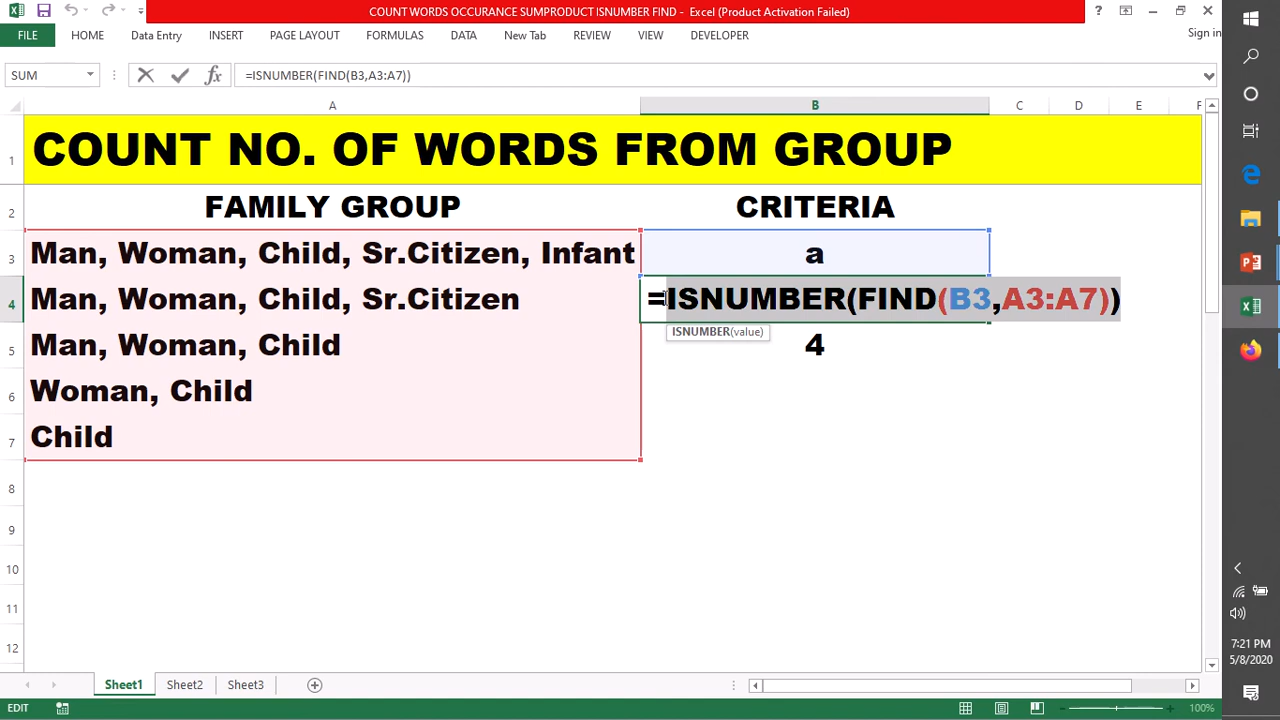 COUNT WORDS OCCURANCE SUMPRODUCT ISNUMBER FIND - Excel (Product Activation Failed)
?
FILE HOME Data Entry INSERT PAGE LAYOUT FORMULAS DATA New Tab REVIEW VIEW DEVELOPER Sign in
SUM =ISNUMBER(FIND(B3,A3:A7))
A B C D E F
1 COUNT NO. OF WORDS FROM GROUP
2 FAMILY GROUP CRITERIA
3 Man, Woman, Child, Sr.Citizen, Infant a
4 Man, Woman, Child, Sr.Citizen =ISNUMBER(FIND(B3,A3:A7))
ISNUMBER(value)
5 Man, Woman, Child 4
6 Woman, Child
7 Child
8
9
10
11
12
Sheet1 Sheet2 Sheet3
EDIT 100%
7:21 PM
5/8/2020